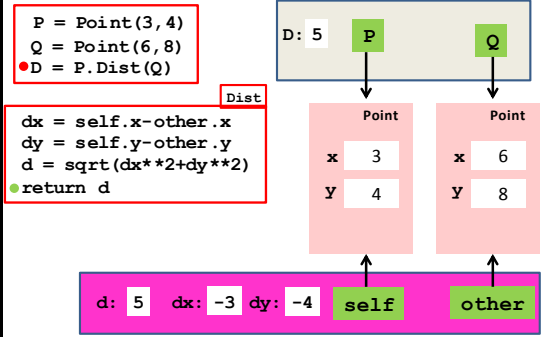 P = Point(3,4)
Q = Point(6,8)
D = P.Dist(Q)
Dist
dx = self.x-other.x
dy = self.y-other.y
d = sqrt(dx**2+dy**2)
return d
D: 5 P Q
Point Point
x 3 x 6
y 4 y 8
d: 5 dx: -3 dy: -4 self other